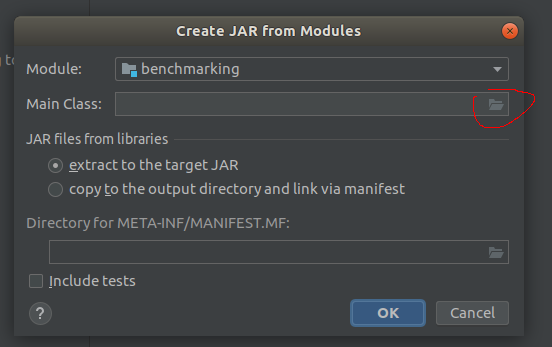 Create JAR from Modules
Module: benchmarking
Main Class:
JAR files from libraries
extract to the target JAR
copy to the output directory and link via manifest
Directory for META-INF/MANIFEST.MF:
Include tests
? OK Cancel